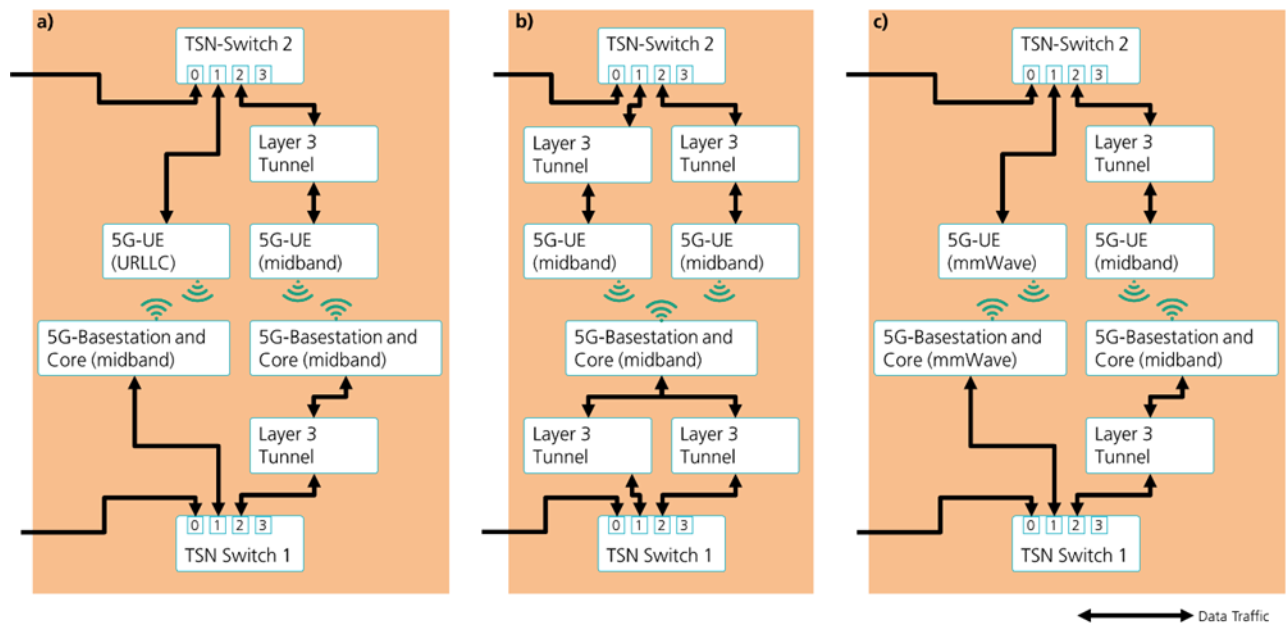 a)
TSN-Switch 2
0 1 2 3
Layer 3
Tunnel
5G-UE
(URLLC)
5G-UE
(midband)
5G-Basestation and
Core (midband)
5G-Basestation and
Core (midband)
Layer 3
Tunnel
0 1 2 3
TSN Switch 1
b)
TSN-Switch 2
0 1 2 3
Layer 3
Tunnel
Layer 3
Tunnel
5G-UE
(midband)
5G-UE
(midband)
5G-Basestation and
Core (midband)
Layer 3
Tunnel
Layer 3
Tunnel
0 1 2 3
TSN Switch 1
c)
TSN-Switch 2
0 1 2 3
Layer 3
Tunnel
5G-UE
(mmWave)
5G-UE
(midband)
5G-Basestation and
Core (mmWave)
5G-Basestation and
Core (midband)
Layer 3
Tunnel
0 1 2 3
TSN Switch 1
Data Traffic